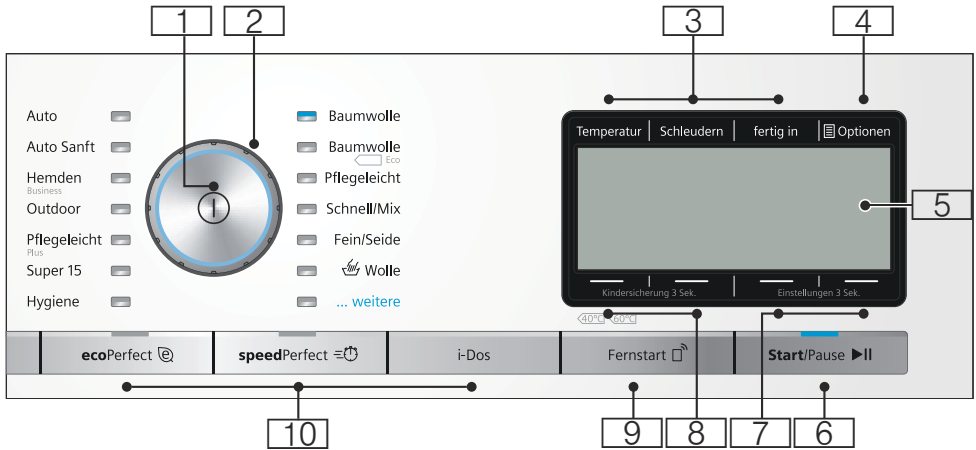 1 2 3 4
Auto
Auto Sanft
Hemden
Business
Outdoor
Pflegeleicht
Plus
Super 15
Hygiene
Baumwolle
Baumwolle
Eco
Pflegeleicht
Schnell/Mix
Fein/Seide
Wolle
... weitere
Temperatur Schleudern fertig in Optionen
5
Kindersicherung 3 Sek. Einstellungen 3 Sek.
40°C 60°C
ecoPerfect speedPerfect i-Dos Fernstart Start/Pause
10 9 8 7 6